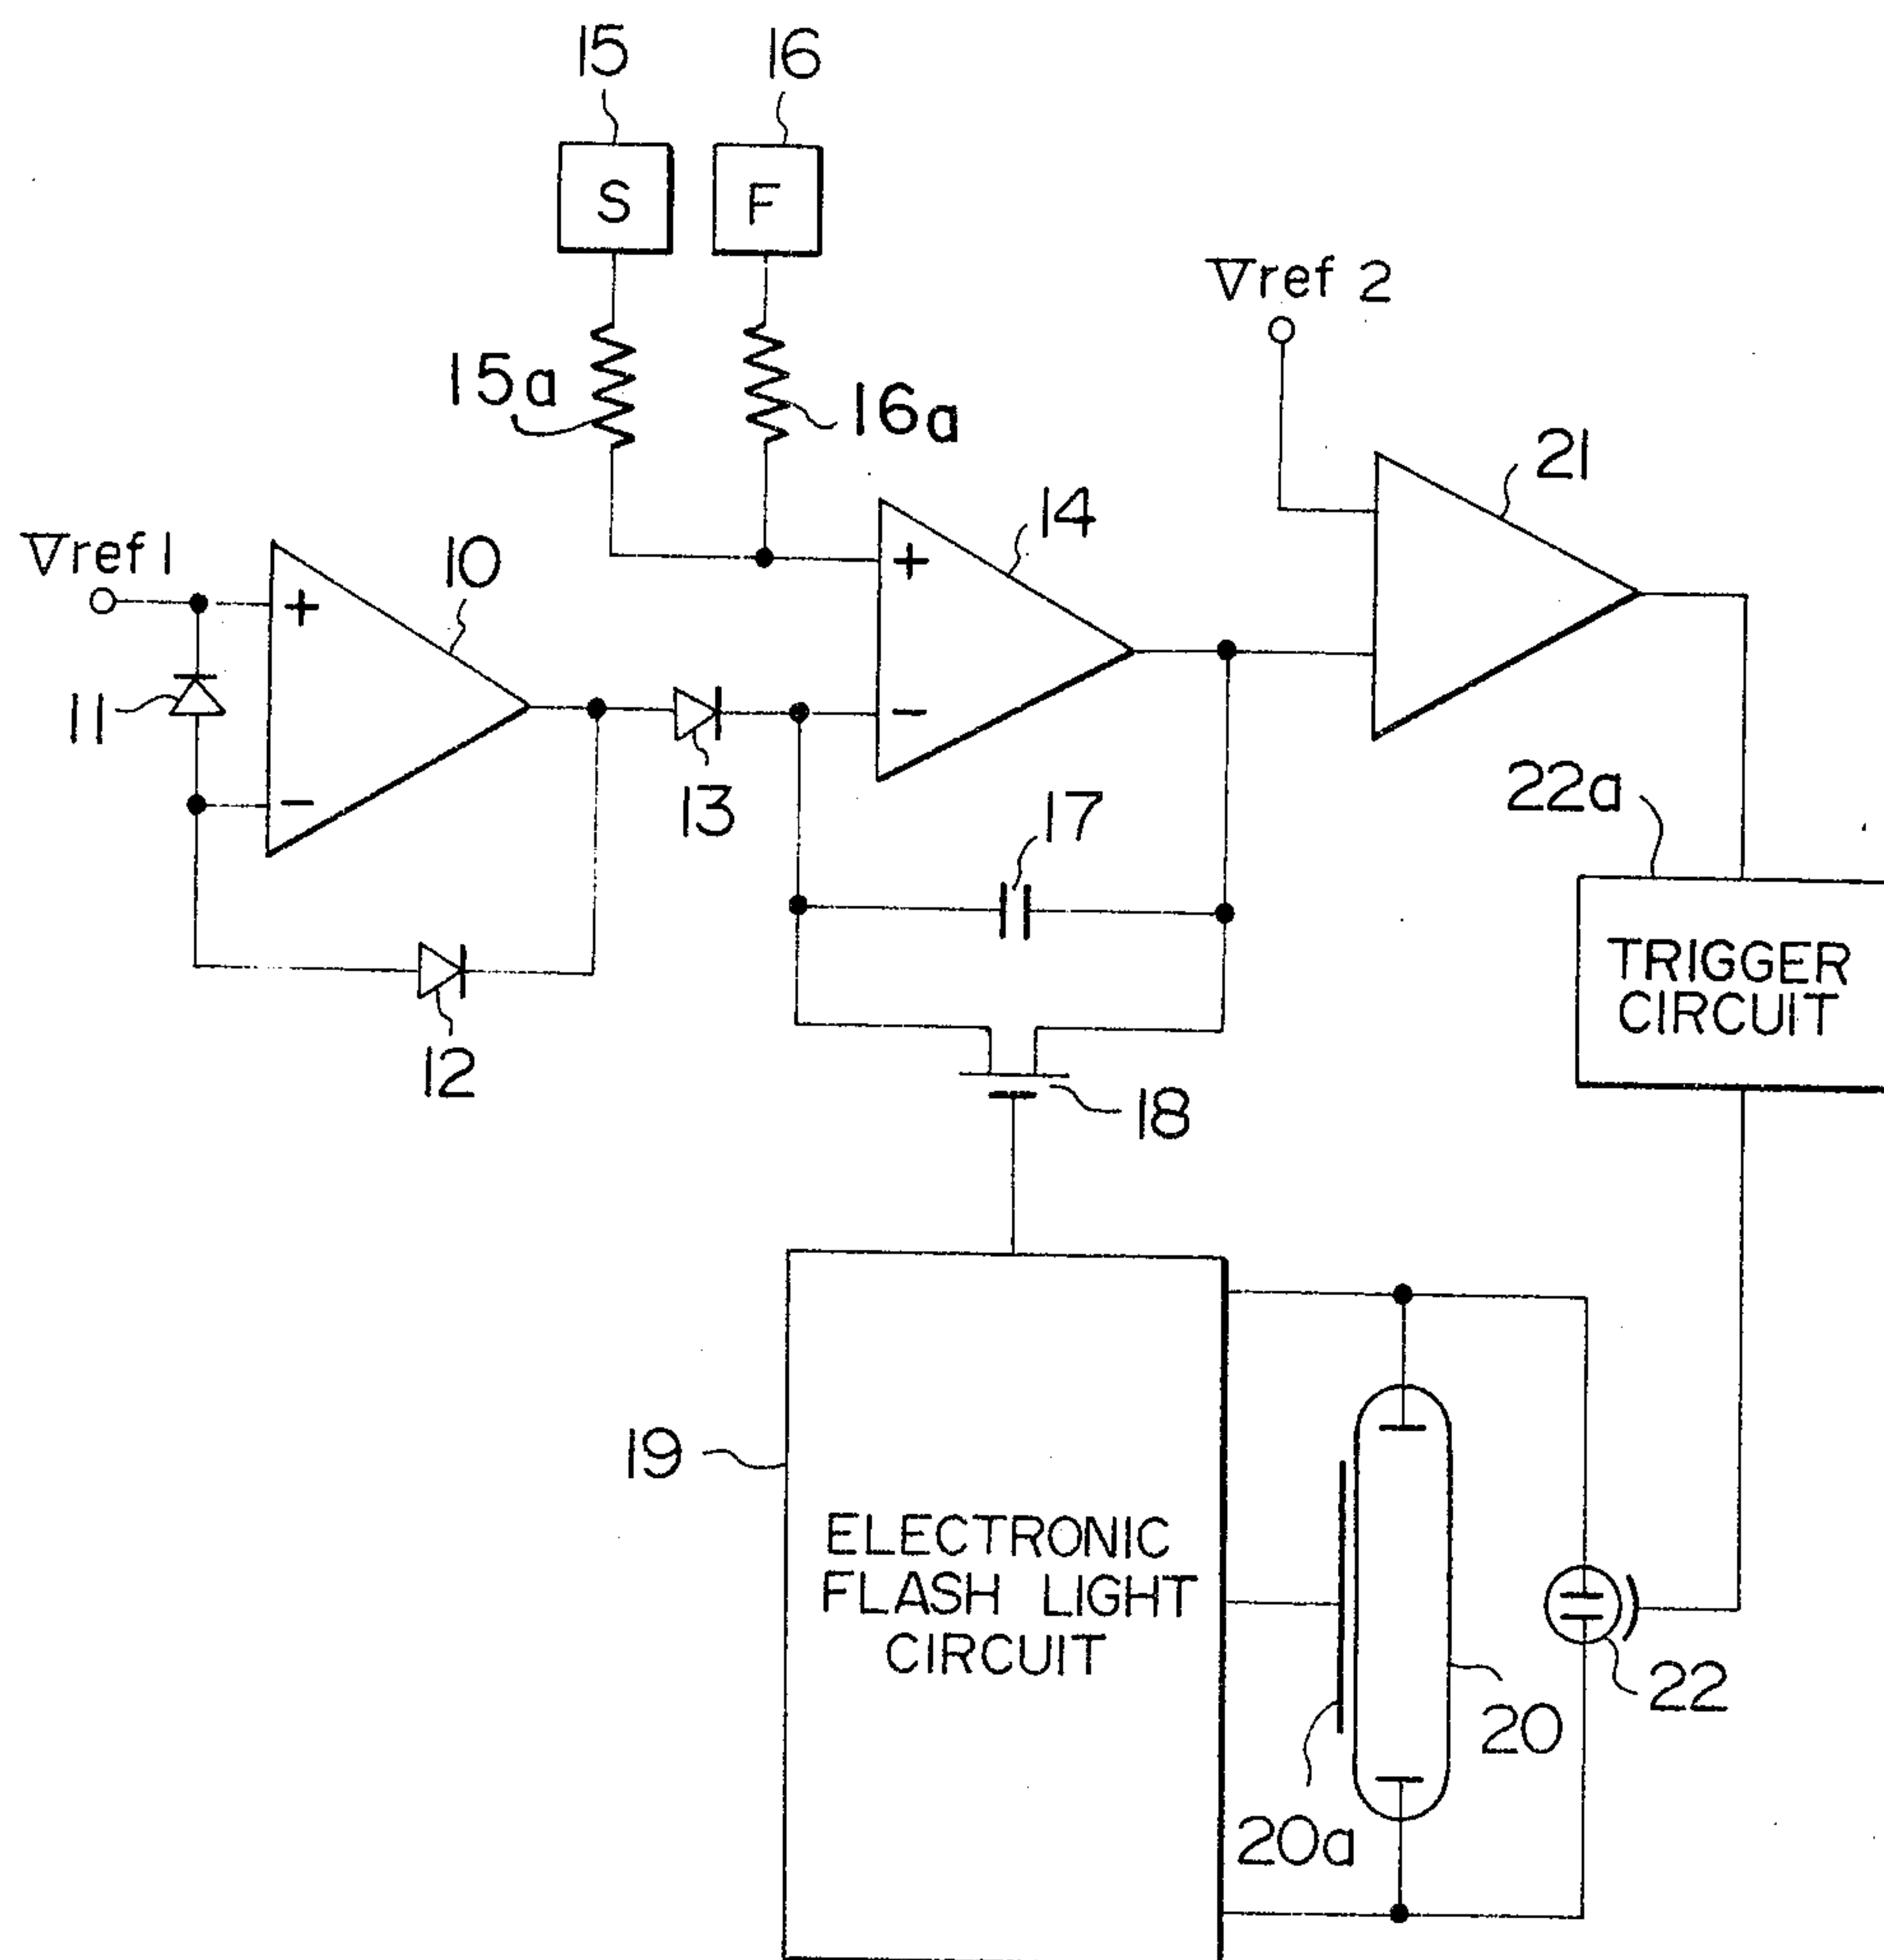 15
16
S
F
Vref 2
15a
16a
21
Vref 1
10
14
+
+
11
-
-
13
17
22a
TRIGGER
CIRCUIT
12
18
19
ELECTRONIC
FLASH LIGHT
CIRCUIT
22
20
20a